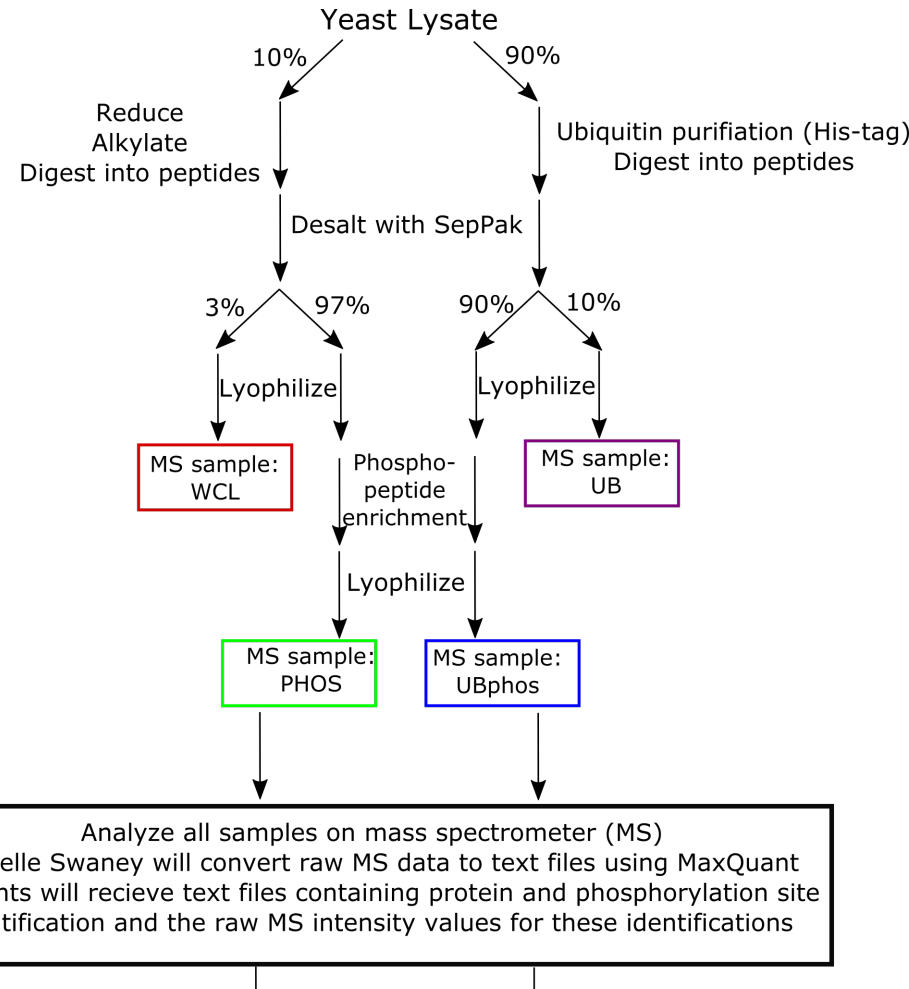 Yeast Lysate
10%
90%
Reduce
Alkylate
Digest into peptides
Ubiquitin purifiation (His-tag)
Digest into peptides
Desalt with SepPak
3%
97%
90%
10%
Lyophilize
Lyophilize
MS sample:
WCL
Phospho-
peptide
enrichment
MS sample:
UB
Lyophilize
MS sample:
PHOS
MS sample:
UBphos
Analyze all samples on mass spectrometer (MS)
elle Swaney will convert raw MS data to text files using MaxQuant
nts will recieve text files containing protein and phosphorylation site
tification and the raw MS intensity values for these identifications